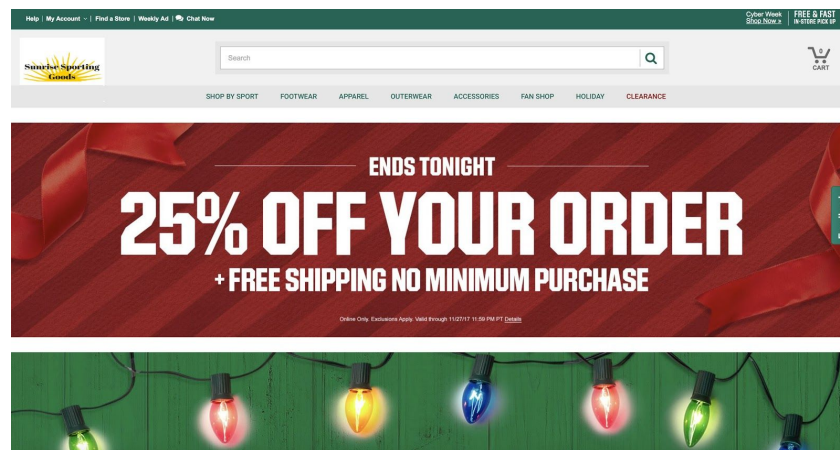 Help | My Account | Find a Store | Weekly Ad | Chat Now
Cyber Week
Shop Now »
FREE & FAST
IN-STORE PICK UP
Sunrise Sporting
Goods
Search
0
CART
SHOP BY SPORT FOOTWEAR APPAREL OUTERWEAR ACCESSORIES FAN SHOP HOLIDAY CLEARANCE
ENDS TONIGHT
25% OFF YOUR ORDER
+ FREE SHIPPING NO MINIMUM PURCHASE
Online Only. Exclusions Apply. Valid through 11/27/17 11:59 PM PT Details